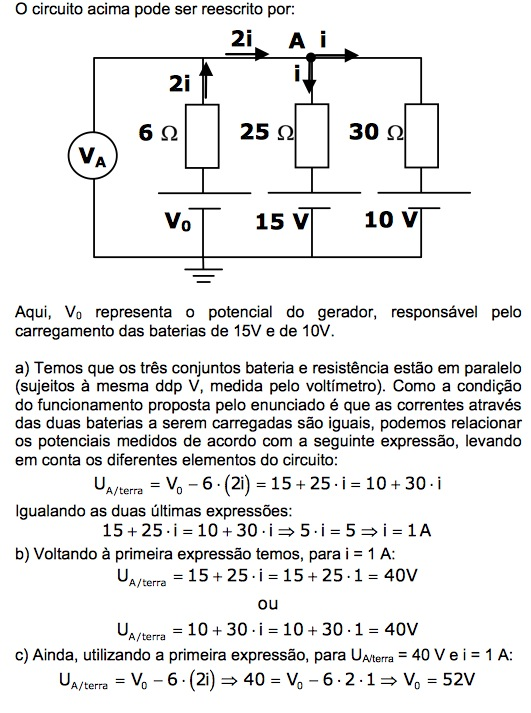 O circuito acima pode ser reescrito por:
2i A i
2i i
6 Ω 25 Ω 30 Ω
V_A
V₀ 15 V 10 V
Aqui, V₀ representa o potencial do gerador, responsável pelo
carregamento das baterias de 15V e de 10V.
a) Temos que os três conjuntos bateria e resistência estão em paralelo
(sujeitos à mesma ddp V, medida pelo voltímetro). Como a condição
do funcionamento proposta pelo enunciado é que as correntes através
das duas baterias a serem carregadas são iguais, podemos relacionar
os potenciais medidos de acordo com a seguinte expressão, levando
em conta os diferentes elementos do circuito:
U_A/terra = V₀ − 6·(2i) = 15 + 25·i = 10 + 30·i
Igualando as duas últimas expressões:
15 + 25·i = 10 + 30·i ⇒ 5·i = 5 ⇒ i = 1A
b) Voltando à primeira expressão temos, para i = 1 A:
U_A/terra = 15 + 25·i = 15 + 25·1 = 40V
ou
U_A/terra = 10 + 30·i = 10 + 30·1 = 40V
c) Ainda, utilizando a primeira expressão, para U_A/terra = 40 V e i = 1 A:
U_A/terra = V₀ − 6·(2i) ⇒ 40 = V₀ − 6·2·1 ⇒ V₀ = 52V